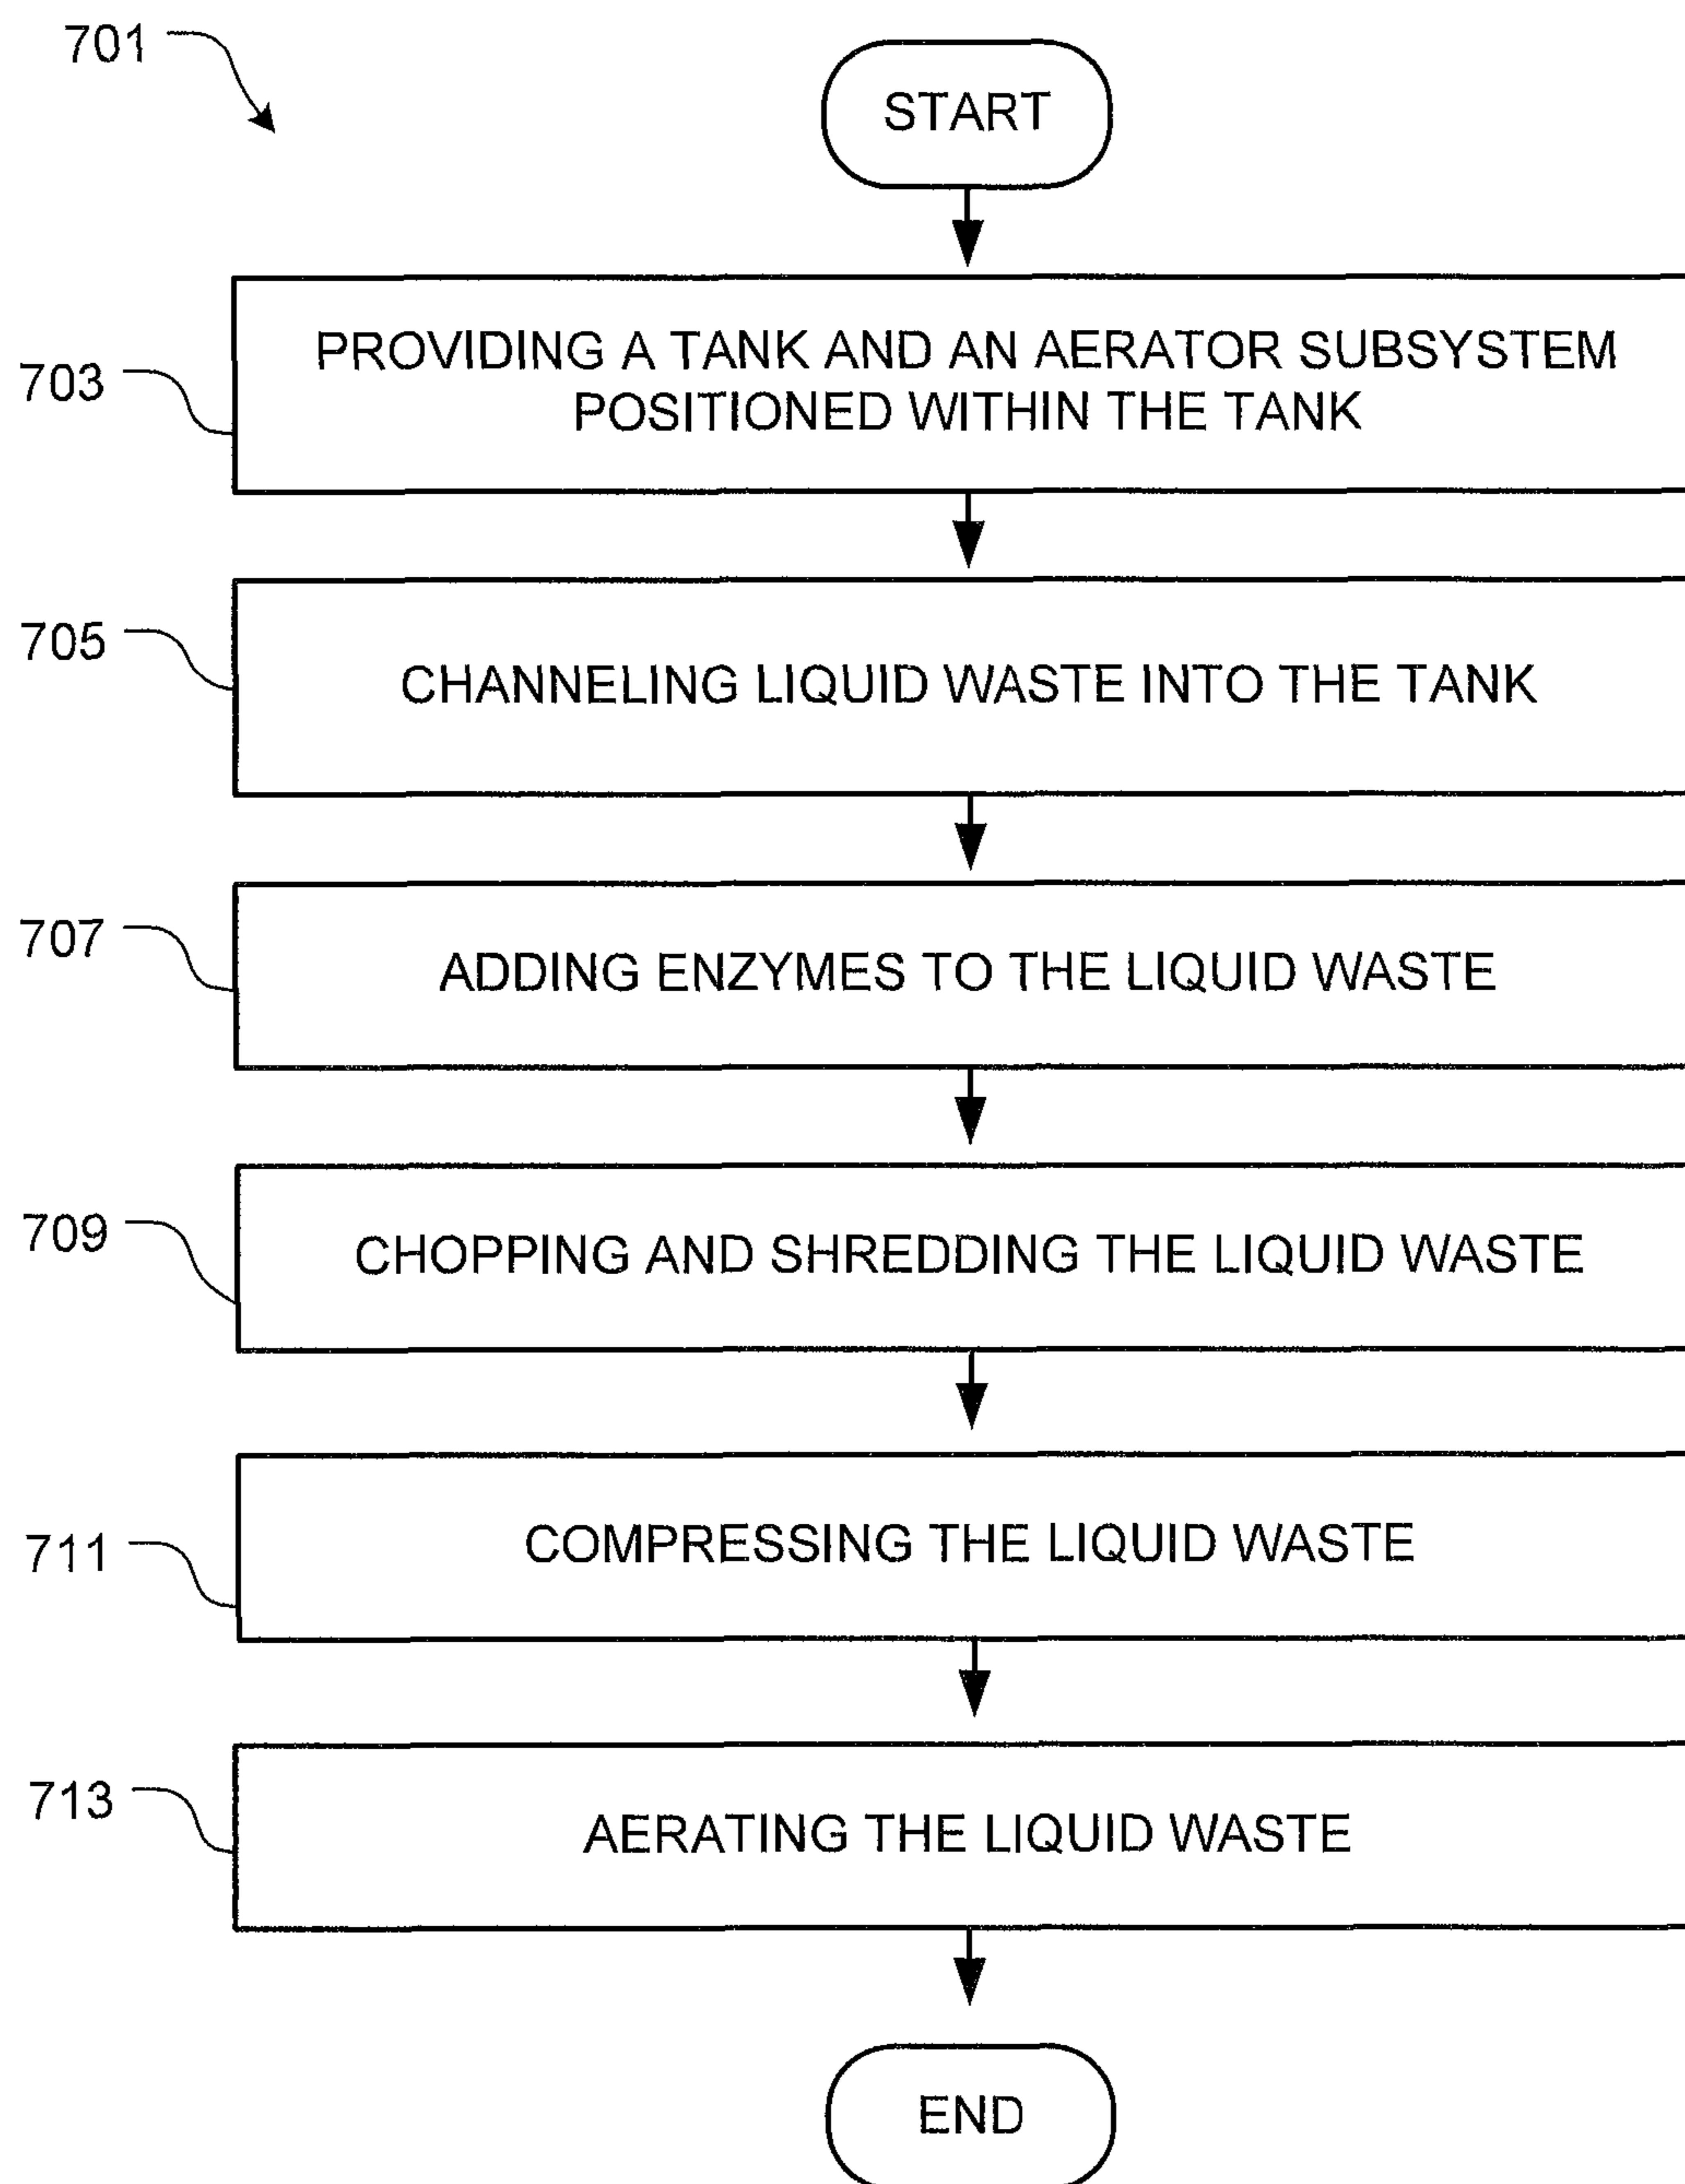 701
START
703
PROVIDING A TANK AND AN AERATOR SUBSYSTEM
POSITIONED WITHIN THE TANK
705
CHANNELING LIQUID WASTE INTO THE TANK
707
ADDING ENZYMES TO THE LIQUID WASTE
709
CHOPPING AND SHREDDING THE LIQUID WASTE
711
COMPRESSING THE LIQUID WASTE
713
AERATING THE LIQUID WASTE
END